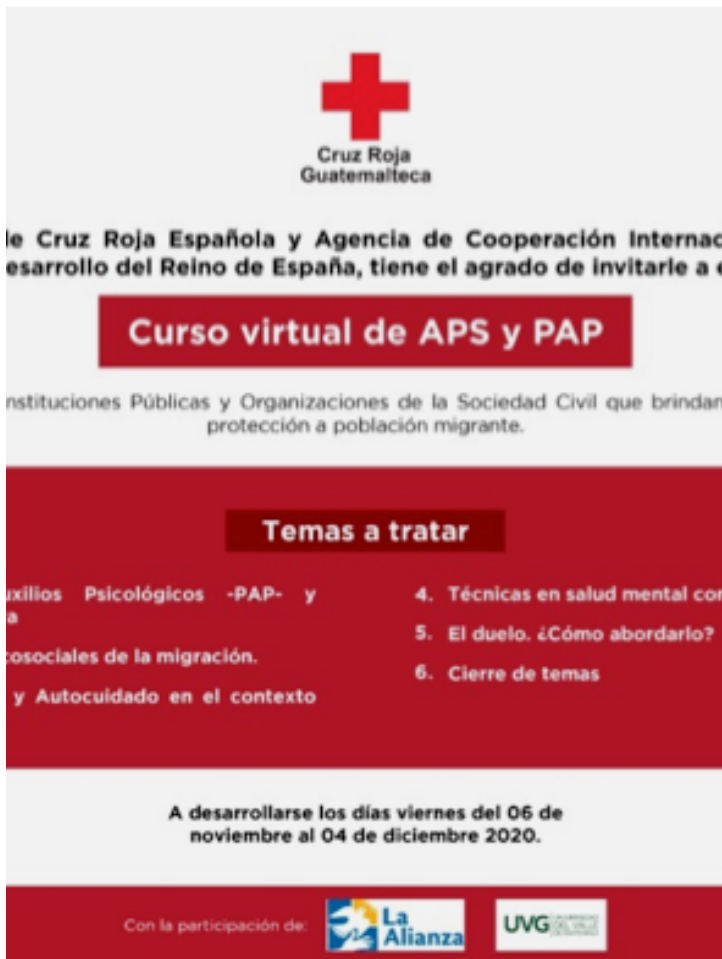 Cruz Roja
Guatemalteca
de Cruz Roja Española y Agencia de Cooperación Internac
esarrollo del Reino de España, tiene el agrado de invitarle a
Curso virtual de APS y PAP
nstituciones Públicas y Organizaciones de la Sociedad Civil que brindan
protección a población migrante.
Temas a tratar
uxilios Psicológicos -PAP- y
a
cosociales de la migración.
y Autocuidado en el contexto
4. Técnicas en salud mental com
5. El duelo. ¿Cómo abordarlo?
6. Cierre de temas
A desarrollarse los días viernes del 06 de
noviembre al 04 de diciembre 2020.
Con la participación de:
La
Alianza
UVG